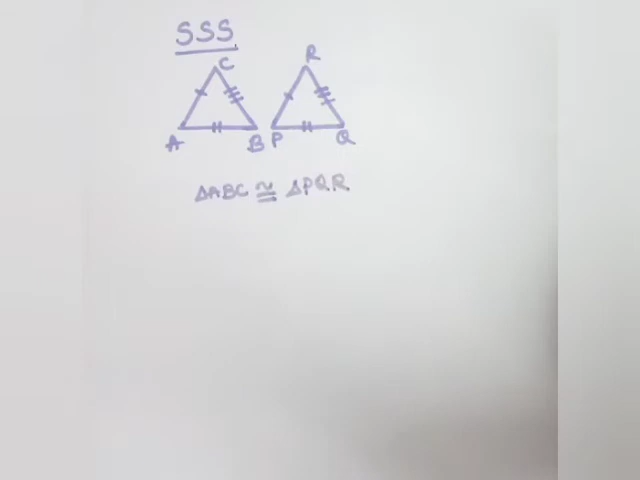 SSS
C R
A B P Q
ΔABC ≅ ΔPQR.